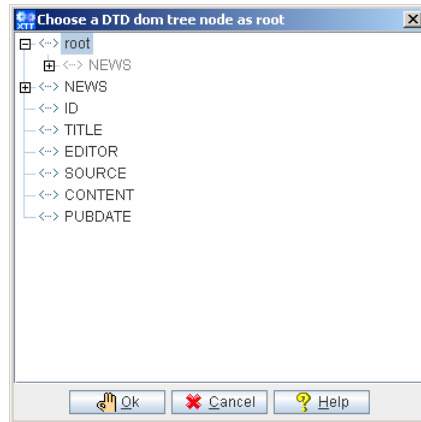 XTT Choose a DTD dom tree node as root
<··> root
<··> NEWS
<··> NEWS
<··> ID
<··> TITLE
<··> EDITOR
<··> SOURCE
<··> CONTENT
<··> PUBDATE
Ok Cancel Help